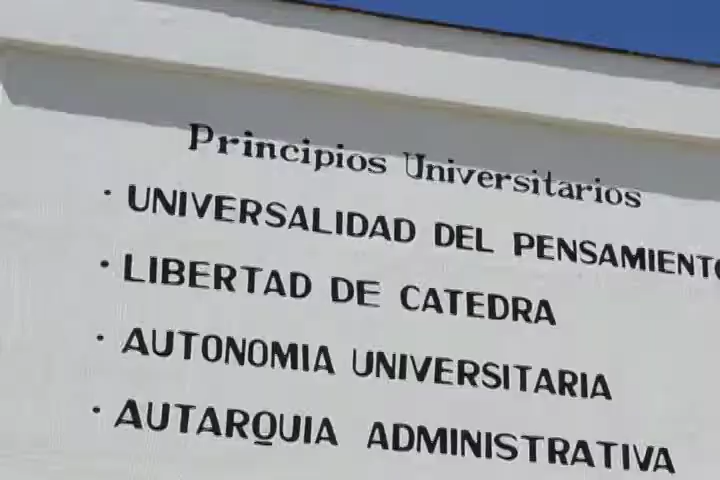 Principios Universitarios
· UNIVERSALIDAD DEL PENSAMIENTO
· LIBERTAD DE CATEDRA
· AUTONOMIA UNIVERSITARIA
· AUTARQUIA ADMINISTRATIVA